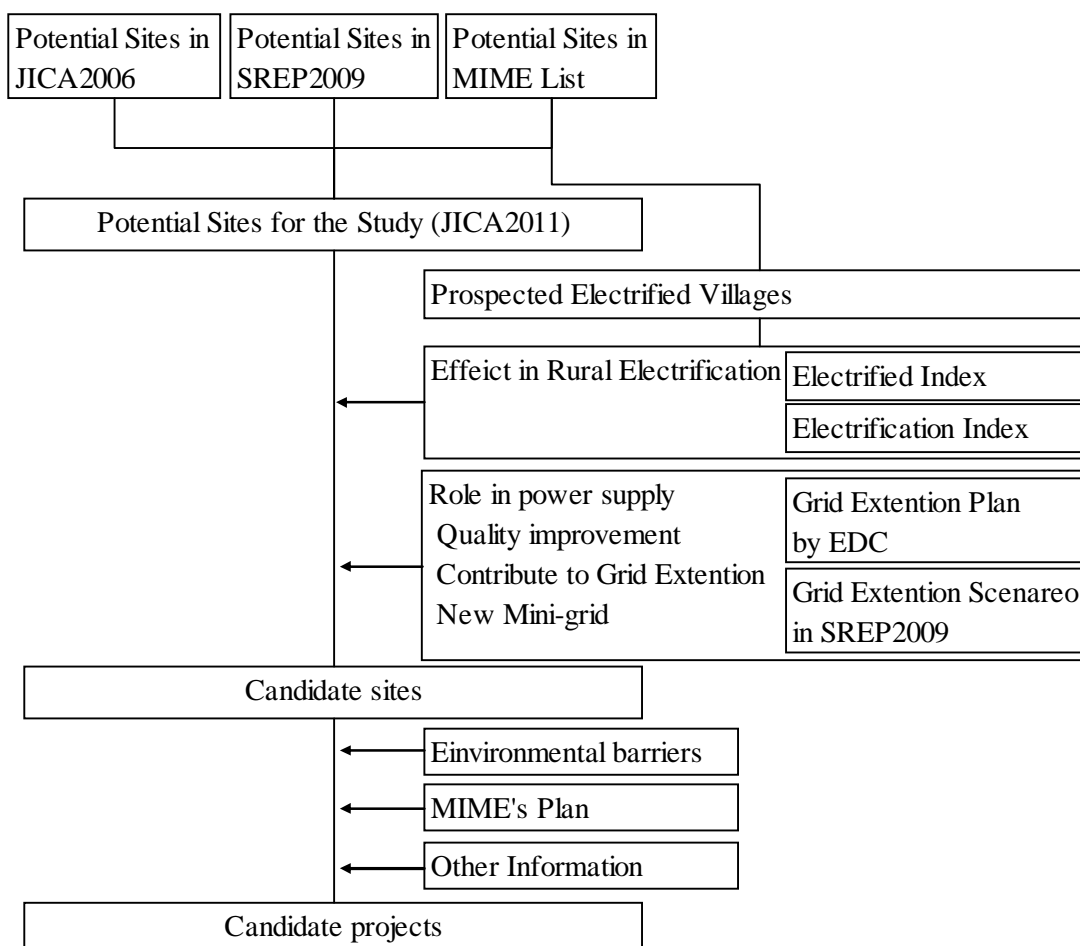 Potential Sites in
JICA2006
Potential Sites in
SREP2009
Potential Sites in
MIME List
Potential Sites for the Study (JICA2011)
Prospected Electrified Villages
Effeict in Rural Electrification
Electrified Index
Electrification Index
Role in power supply
Quality improvement
Contribute to Grid Extention
New Mini-grid
Grid Extention Plan
by EDC
Grid Extention Scenareo
in SREP2009
Candidate sites
Einvironmental barriers
MIME's Plan
Other Information
Candidate projects